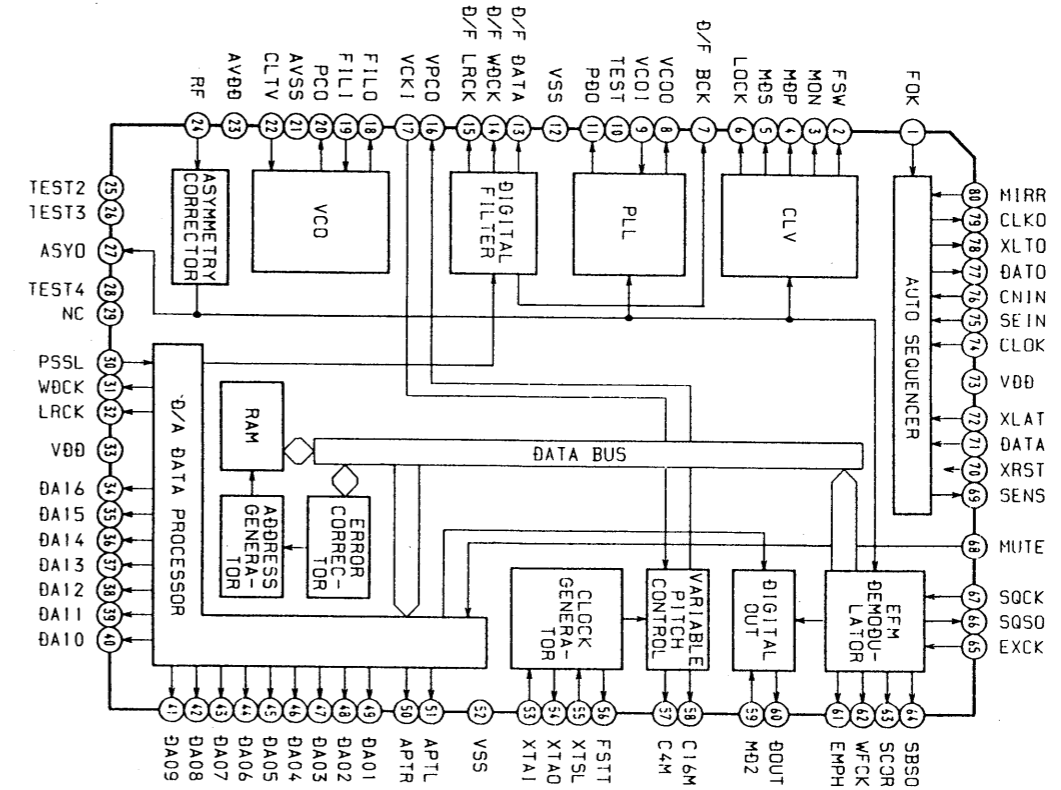 FOK
FSW
MON
MDP
MDS
LOCK
D/F BCK
VCOO
VCOI
TEST
PDO
VSS
D/F DATA
D/F WDCK
D/F LRCK
VPCO
VCKI
FILO
FILI
PCO
AVSS
CLTV
AVDD
RF
1
2
3
4
5
6
7
8
9
10
11
12
13
14
15
16
17
18
19
20
21
22
23
24
TEST2 25
TEST3 26
ASYO 27
TEST4 28
NC 29
PSSL 30
WDCK 31
LRCK 32
VDD 33
DA16 34
DA15 35
DA14 36
DA13 37
DA12 38
DA11 39
DA10 40
ASYMMETRY
CORRECTOR
VCO
DIGITAL
FILTER
PLL
CLV
AUTO SEQUENCER
80 MIRR
79 CLKO
78 XLTO
77 DATO
76 CNIN
75 SEIN
74 CLOK
73 VDD
72 XLAT
71 DATA
70 XRST
69 SENS
68 MUTE
67 SQCK
66 SQSO
65 EXCK
D/A DATA PROCESSOR
RAM
DATA BUS
ADDRESS
GENERA-
TOR
ERROR
CORREC-
TOR
CLOCK
GENERA-
TOR
VARIABLE
PITCH
CONTROL
DIGITAL
OUT
EFM
DEMODU-
LATOR
41
42
43
44
45
46
47
48
49
50
51
52
53
54
55
56
57
58
59
60
61
62
63
64
DA09
DA08
DA07
DA06
DA05
DA04
DA03
DA02
DA01
APTR
APTL
VSS
XTAI
XTAO
XTSL
FSTT
C4M
C16M
MD2
DOUT
EMPH
WFCK
SCOR
SBSO